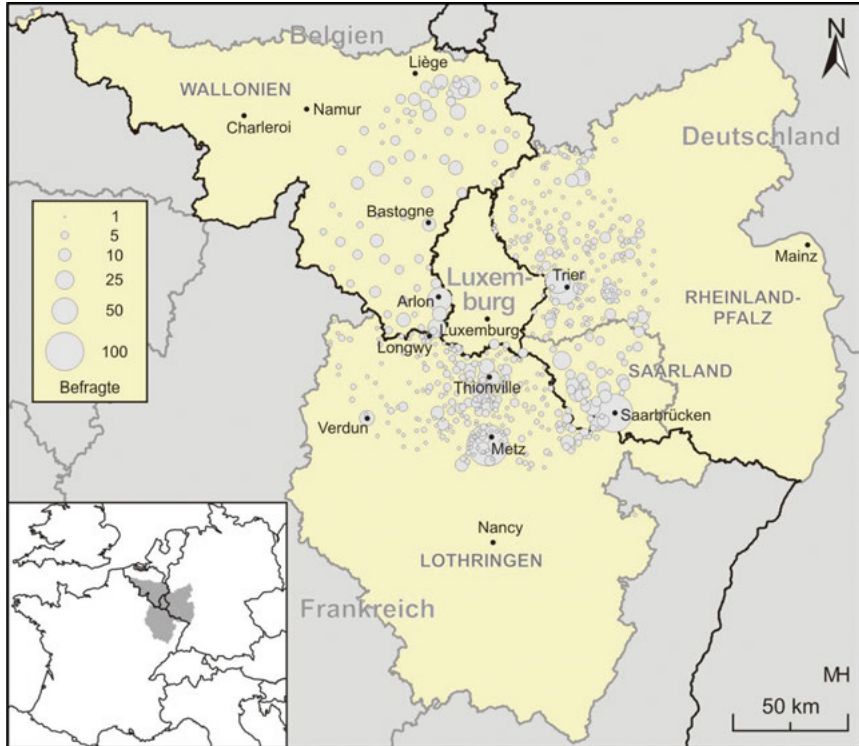 N
Belgien
Liège
WALLONIEN
Namur
Charleroi
Deutschland
1
5
10
25
50
100
Befragte
Bastogne
Mainz
Trier
Luxem-
burg
Arlon
RHEINLAND-
PFALZ
Luxemburg
Longwy
SAARLAND
Thionville
Saarbrücken
Verdun
Metz
Nancy
LOTHRINGEN
Frankreich
MH
50 km